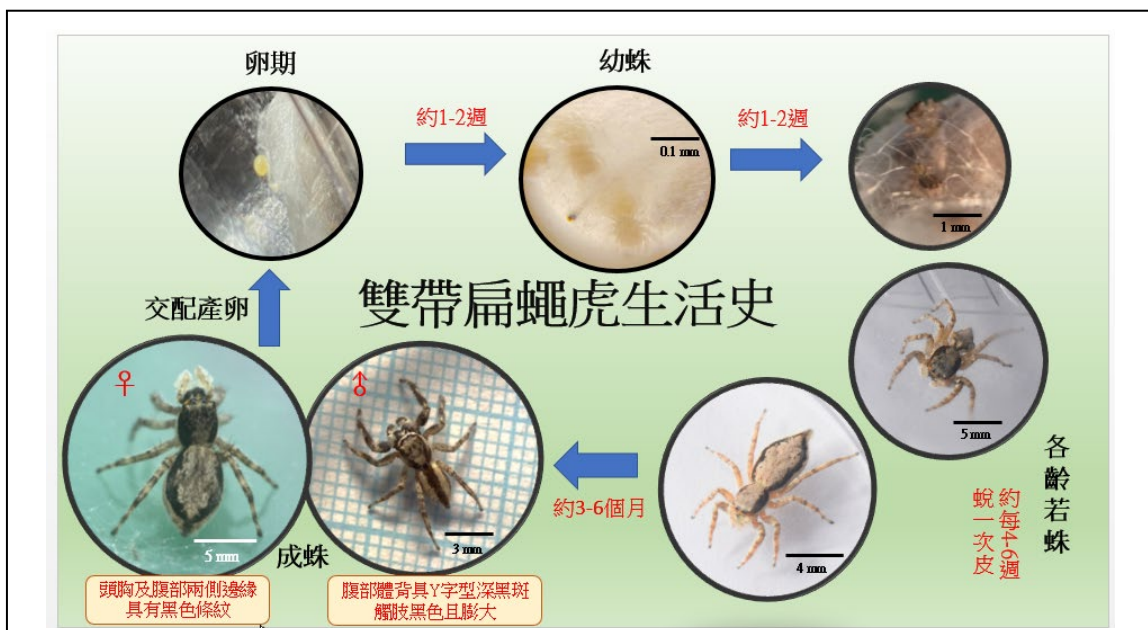 卵期
約1-2週
幼蛛
0.1 mm
約1-2週
1 mm
雙帶扁蠅虎生活史
5 mm
各齡若蛛
約每4-6週
蛻一次皮
4 mm
約3-6個月
♂
3 mm
成蛛
腹部體背具Y字型深黑斑
觸肢黑色且膨大
♀
5 mm
頭胸及腹部兩側邊緣
具有黑色條紋
交配產卵